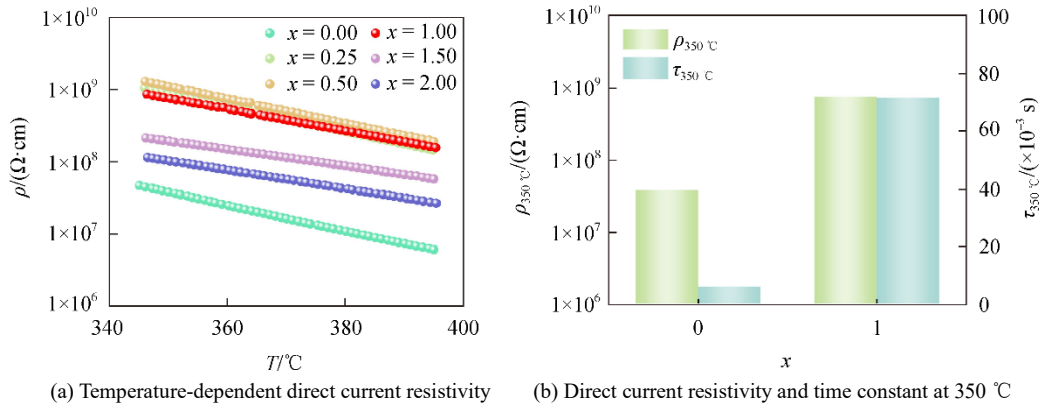 (a)
1×10¹⁰
1×10⁹
1×10⁸
1×10⁷
1×10⁶
ρ/(Ω·cm)
x = 0.00
x = 1.00
x = 0.25
x = 1.50
x = 0.50
x = 2.00
340
360
380
400
T/℃
(a) Temperature-dependent direct current resistivity
(b)
1×10¹⁰
1×10⁹
1×10⁸
1×10⁷
1×10⁶
ρ₃₅₀ ℃/(Ω·cm)
ρ₃₅₀ ℃
τ₃₅₀ ℃
100
80
60
40
20
0
τ₃₅₀ ℃/(×10⁻³ s)
0
1
x
(b) Direct current resistivity and time constant at 350 ℃